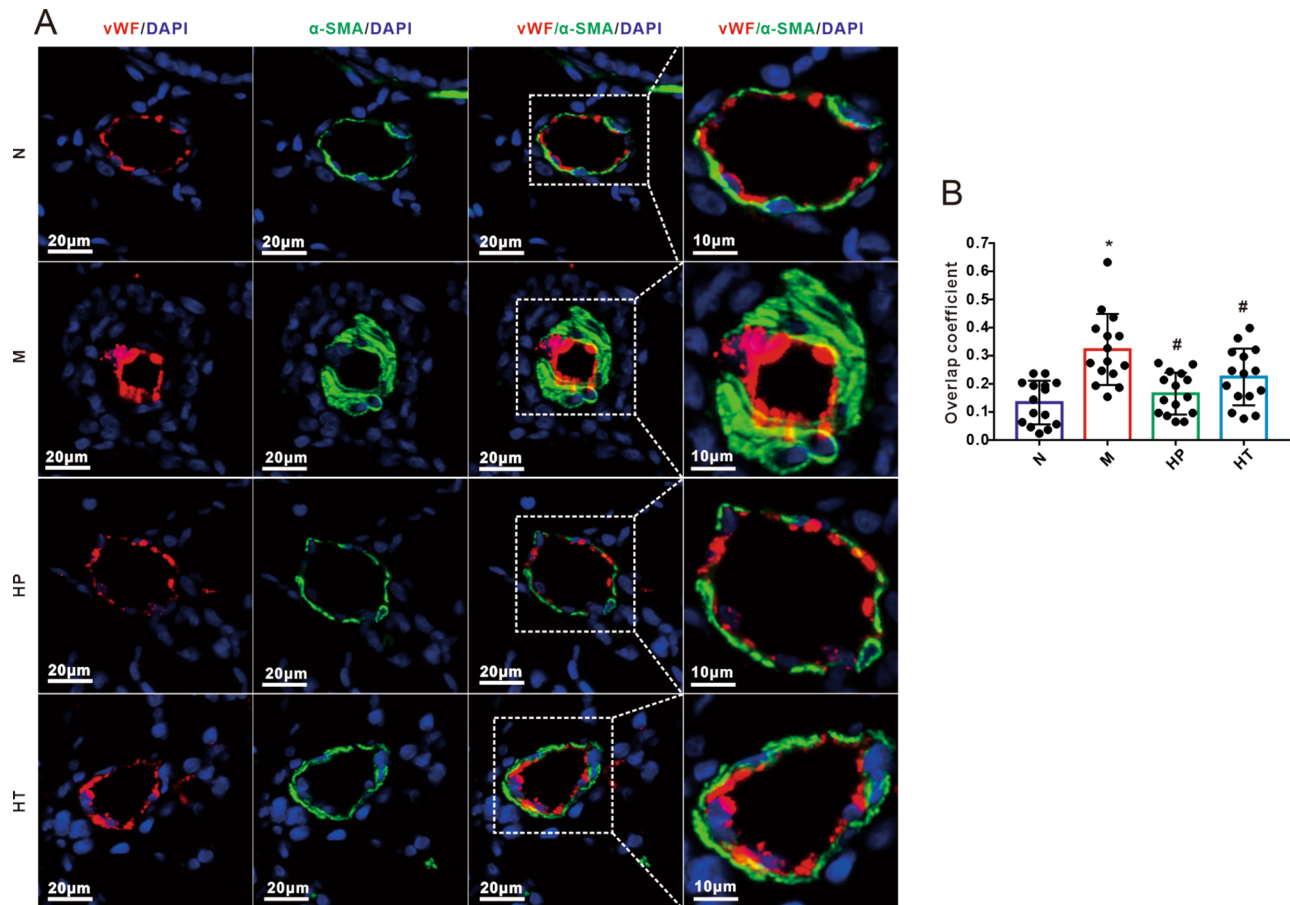 A
vWF/DAPI α-SMA/DAPI vWF/α-SMA/DAPI vWF/α-SMA/DAPI
N
20μm 20μm 20μm 10μm
M
20μm 20μm 20μm 10μm
HP
20μm 20μm 20μm 10μm
HT
20μm 20μm 20μm 10μm
B
Overlap coefficient
0.7
0.6
0.5
0.4
0.3
0.2
0.1
0.0
*
#
#
N M HP HT